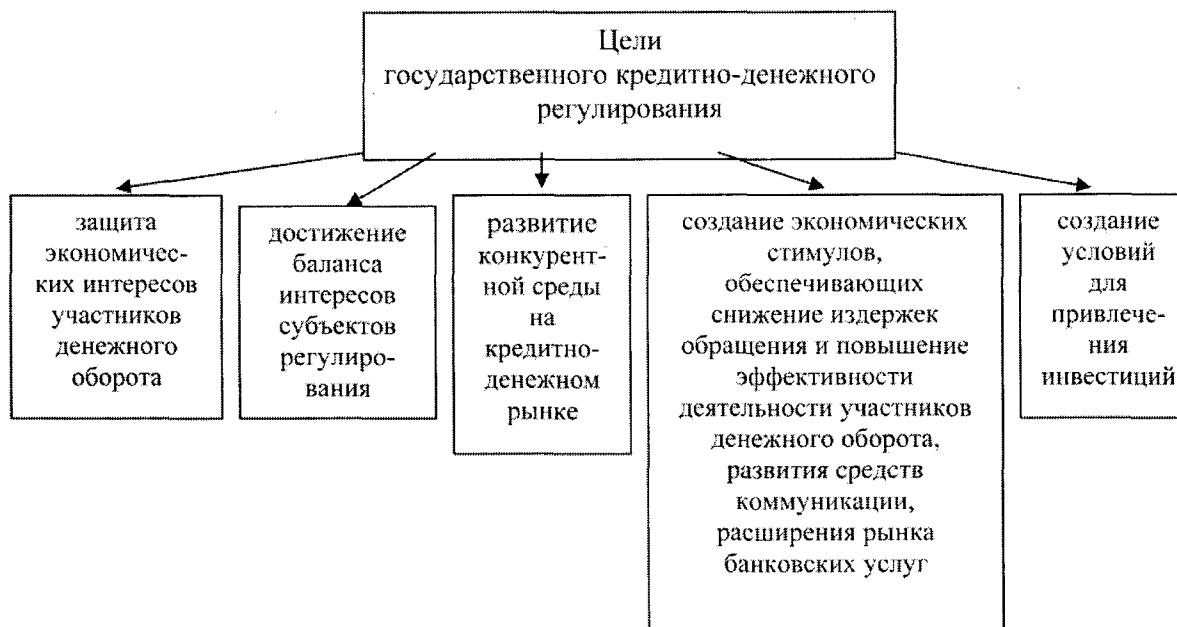 Цели
государственного кредитно-денежного
регулирования
защита
экономичес-
ких интересов
участников
денежного
оборота
достижение
баланса
интересов
субъектов
регулиро-
вания
развитие
конкурент-
ной среды
на
кредитно-
денежном
рынке
создание экономических
стимулов,
обеспечивающих
снижение издержек
обращения и повышение
эффективности
деятельности участников
денежного оборота,
развития средств
коммуникации,
расширения рынка
банковских услуг
создание
условий
для
привлече-
ния
инвестиций